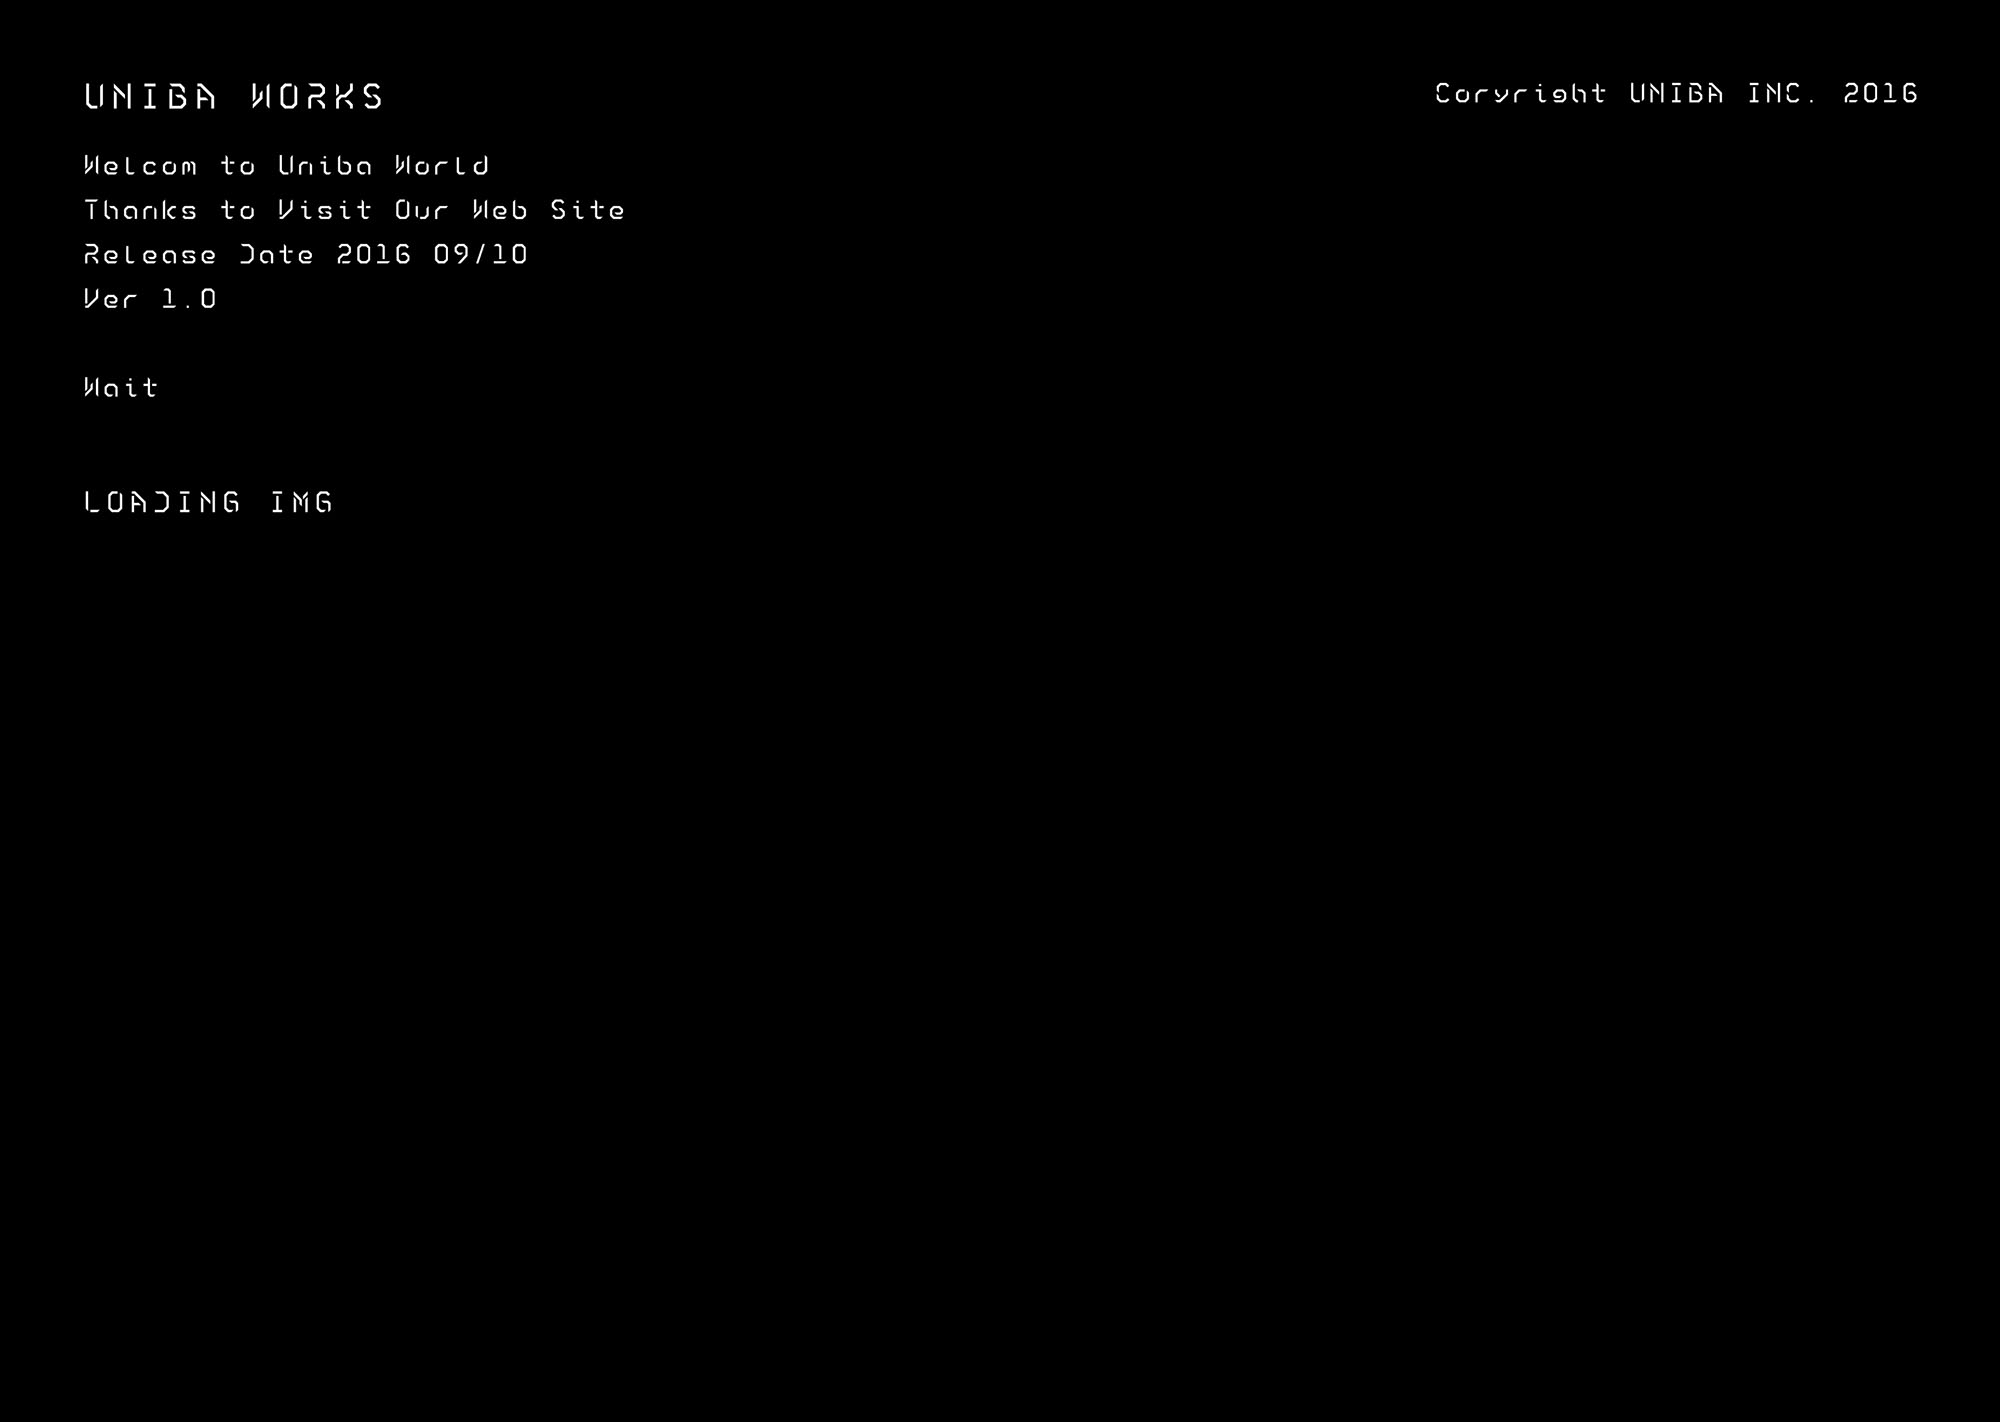 UNIBA WORKS
Coryright UNIBA INC. 2016
Welcom to Uniba World
Thanks to Visit Our Web Site
Release Date 2016 09/10
Ver 1.0
Wait
LOADING IMG